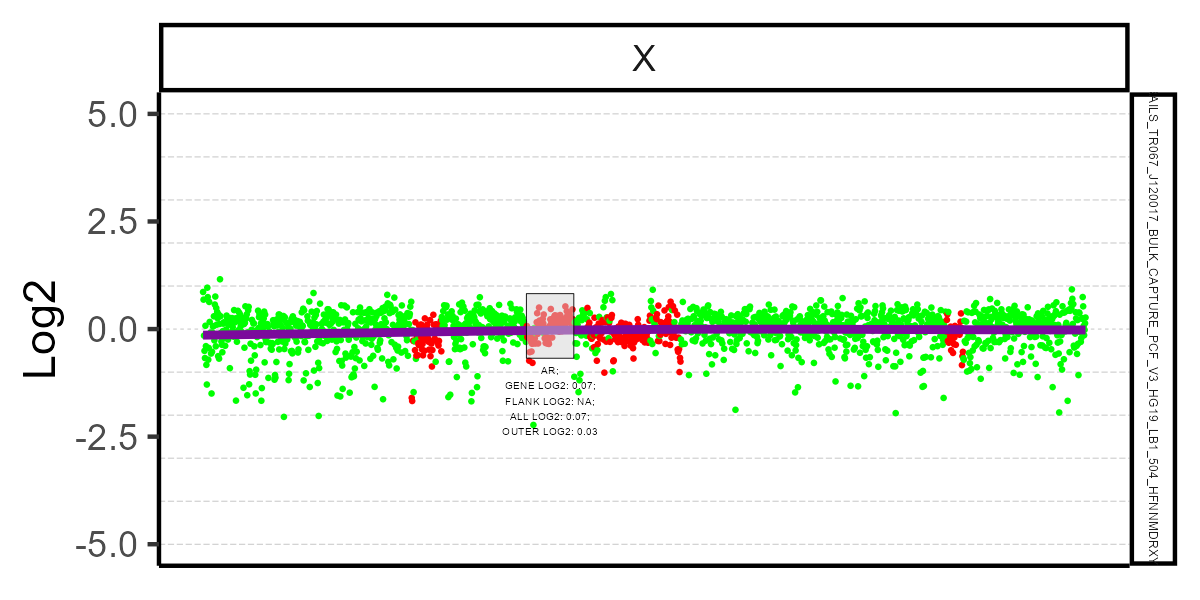 X
Log2
5.0
2.5
0.0
-2.5
-5.0
AR;
GENE LOG2: 0.07;
FLANK LOG2: NA;
ALL LOG2: 0.07;
OUTER LOG2: 0.03
AILS_TR067_J120017_BULK_CAPTURE_PCF_V3_HG19_LB1_504_HFNNMDRXY